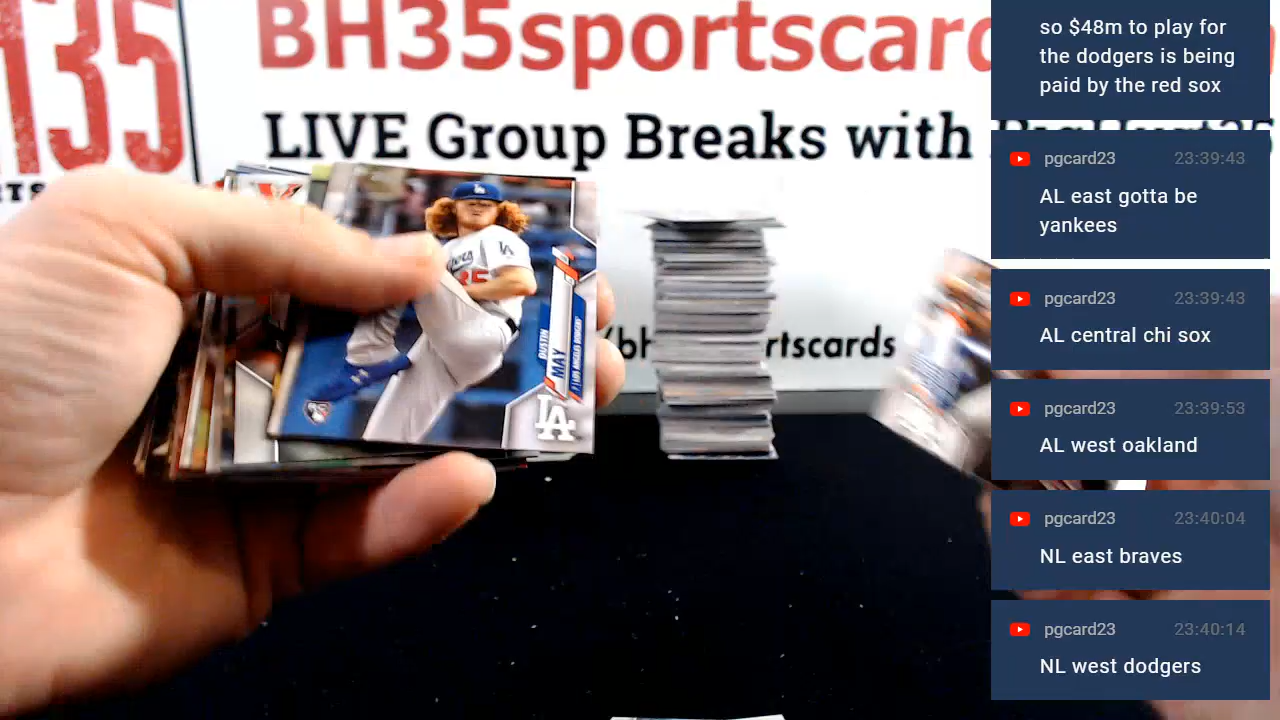 135
BH35sportscar
LIVE Group Breaks with
rtscards
DUSTIN
MAY
LOS ANGELES DODGERS
LA
35
so $48m to play for
the dodgers is being
paid by the red sox
pgcard23 23:39:43
AL east gotta be
yankees
pgcard23 23:39:43
AL central chi sox
pgcard23 23:39:53
AL west oakland
pgcard23 23:40:04
NL east braves
pgcard23 23:40:14
NL west dodgers